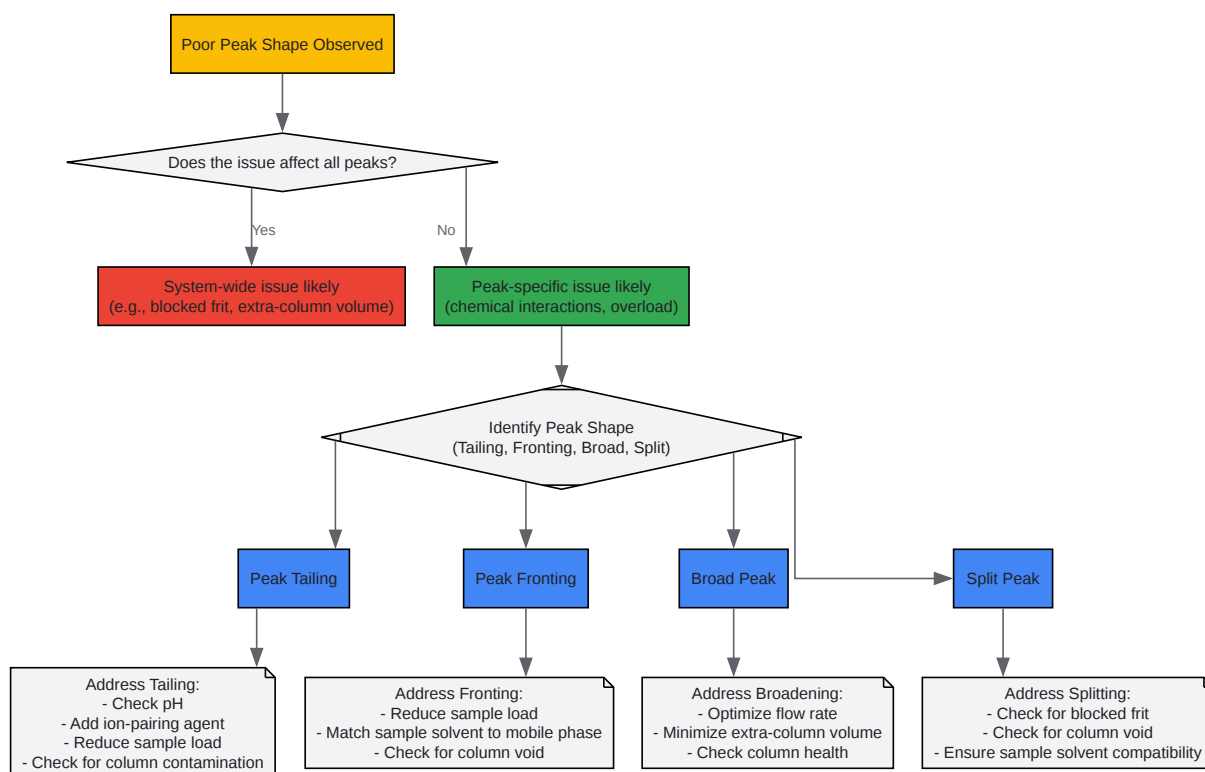 Poor Peak Shape Observed
Does the issue affect all peaks?
Yes
No
System-wide issue likely
(e.g., blocked frit, extra-column volume)
Peak-specific issue likely
(chemical interactions, overload)
Identify Peak Shape
(Tailing, Fronting, Broad, Split)
Peak Tailing
Peak Fronting
Broad Peak
Split Peak
Address Tailing:
- Check pH
- Add ion-pairing agent
- Reduce sample load
- Check for column contamination
Address Fronting:
- Reduce sample load
- Match sample solvent to mobile phase
- Check for column void
Address Broadening:
- Optimize flow rate
- Minimize extra-column volume
- Check column health
Address Splitting:
- Check for blocked frit
- Check for column void
- Ensure sample solvent compatibility